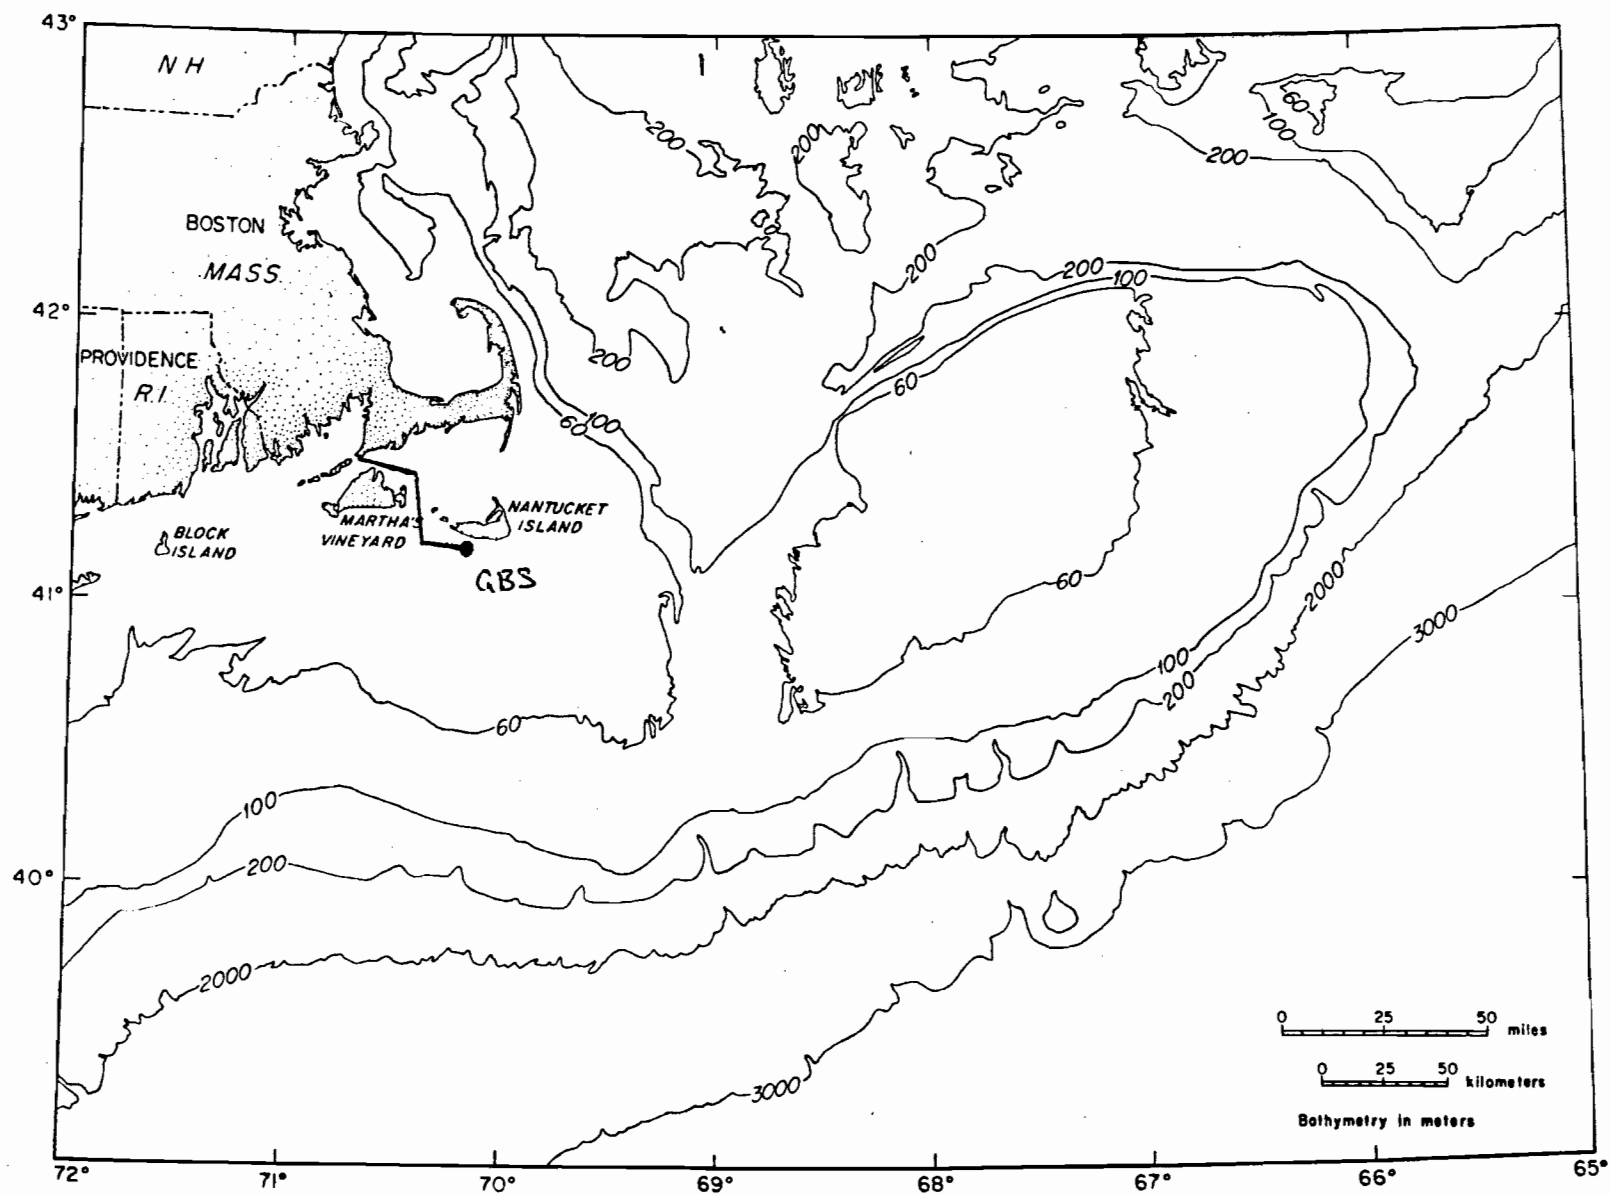 43°
NH
BOSTON
MASS.
42°
PROVIDENCE
R I
BLOCK
ISLAND
MARTHA'S
VINEYARD
NANTUCKET
ISLAND
GBS
41°
40°
200
200
200
60
100
200
200
100
200
60
60
100
60
2000
3000
100
200
60
100
200
2000
3000
0 25 50 miles
0 25 50 kilometers
Bathymetry in meters
72° 71° 70° 69° 68° 67° 66° 65°